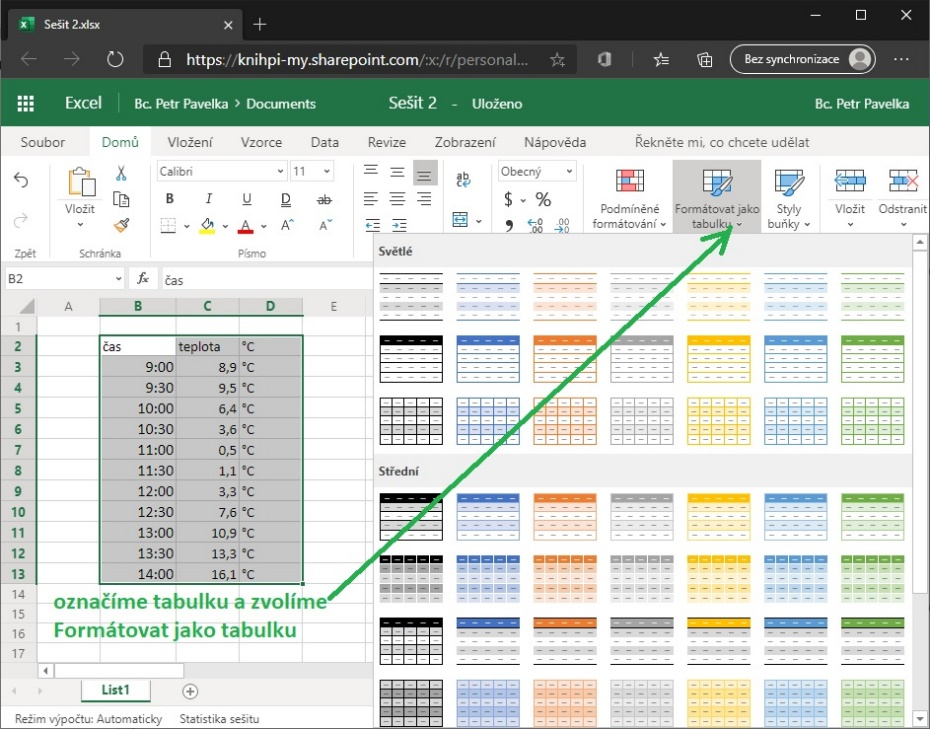 Sešit 2.xlsx
https://knihpi-my.sharepoint.com/:x:/r/personal...
Bez synchronizace
Excel Bc. Petr Pavelka > Documents Sešit 2 - Uloženo Bc. Petr Pavelka
Soubor Domů Vložení Vzorce Data Revize Zobrazení Nápověda Řekněte mi, co chcete udělat
Calibri 11 Obecný
B I U D ab $ %
Vložit Podmíněné formátování Formátovat jako tabulku Styly buňky Vložit Odstranit
Zpět Schránka Písmo
Světlé
B2 fx čas
A B C D E
1
2 čas teplota °C
3 9:00 8,9 °C
4 9:30 9,5 °C
5 10:00 6,4 °C
6 10:30 3,6 °C
7 11:00 0,5 °C
8 11:30 1,1 °C
9 12:00 3,3 °C
10 12:30 7,6 °C
11 13:00 10,9 °C
12 13:30 13,3 °C
13 14:00 16,1 °C
14
15
16
17
Střední
označíme tabulku a zvolíme
Formátovat jako tabulku
List1
Režim výpočtu: Automaticky Statistika sešitu